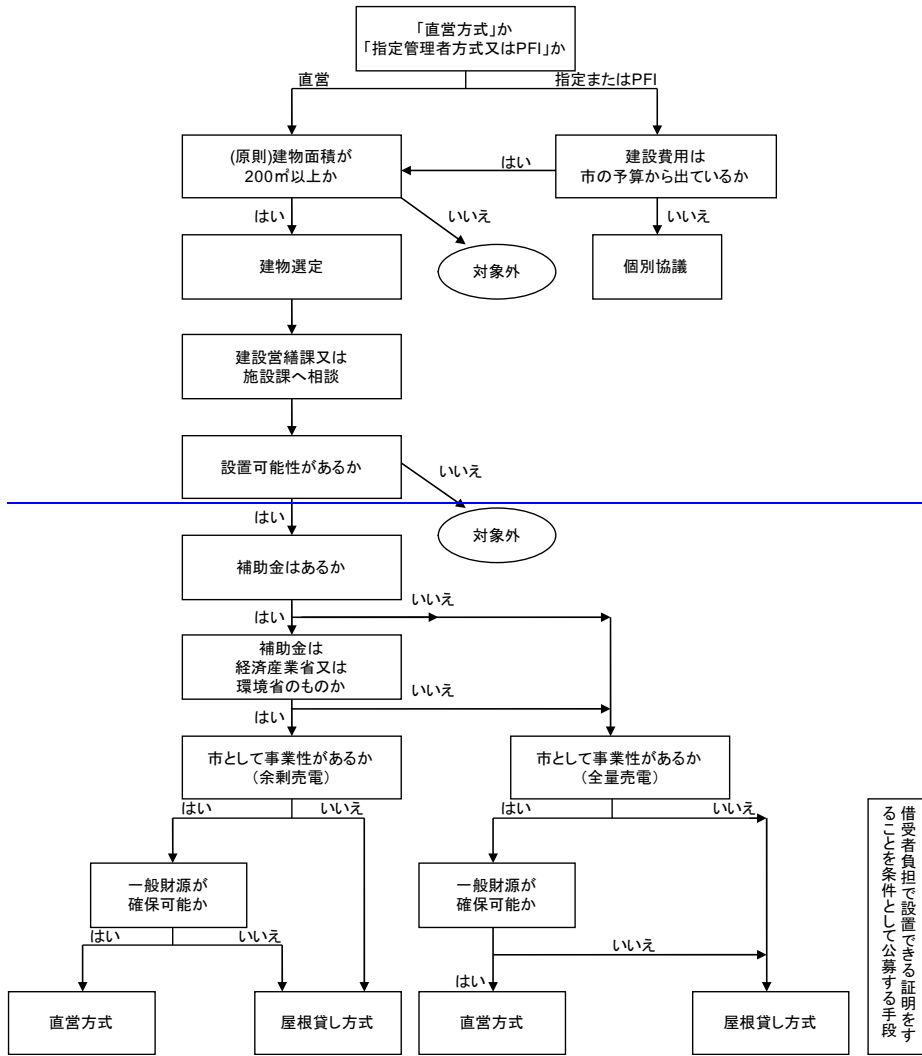 「直営方式」か
「指定管理者方式又はPFI」か
直営
指定またはPFI
(原則)建物面積が
200㎡以上か
はい
建設費用は
市の予算から出ているか
はい
いいえ
いいえ
建物選定
対象外
個別協議
建設営繕課又は
施設課へ相談
設置可能性があるか
いいえ
はい
対象外
補助金はあるか
はい
いいえ
補助金は
経済産業省又は
環境省のものか
いいえ
はい
市として事業性があるか
(余剰売電)
市として事業性があるか
(全量売電)
はい
いいえ
はい
いいえ
一般財源が
確保可能か
一般財源が
確保可能か
はい
いいえ
いいえ
はい
直営方式
屋根貸し方式
直営方式
屋根貸し方式
借受者負担で設置できる証明をす
ることを条件として公募する手段